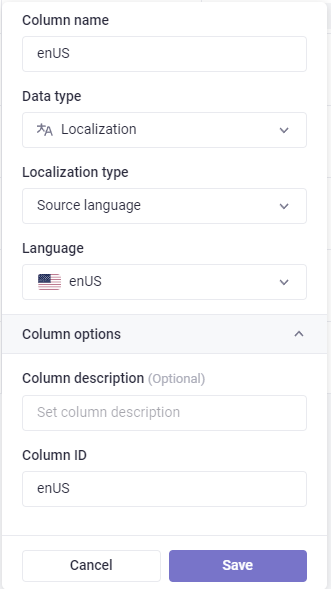 Column name
enUS
Data type
Localization
Localization type
Source language
Language
enUS
Column options
Column description (Optional)
Set column description
Column ID
enUS
Cancel Save